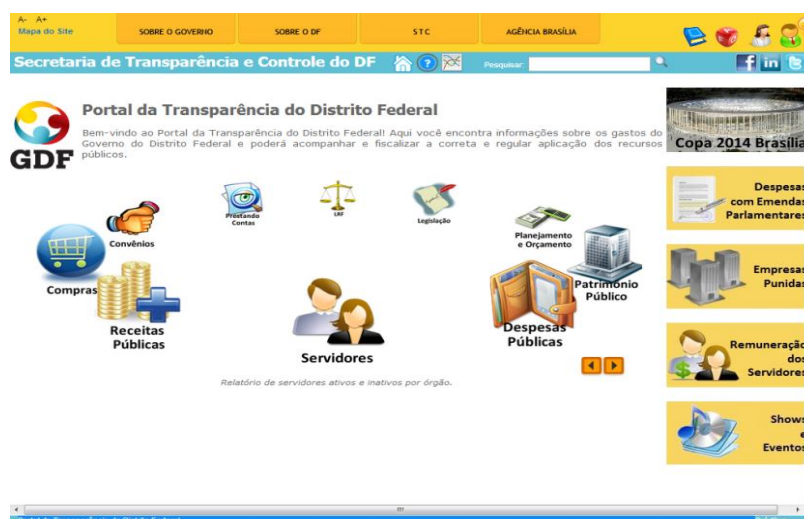 A- A+
Mapa do Site
SOBRE O GOVERNO
SOBRE O DF
STC
AGÊNCIA BRASÍLIA
Secretaria de Transparência e Controle do DF
Pesquisar:
Portal da Transparência do Distrito Federal
Bem-vindo ao Portal da Transparência do Distrito Federal! Aqui você encontra informações sobre os gastos do
Governo do Distrito Federal e poderá acompanhar e fiscalizar a correta e regular aplicação dos recursos
públicos.
GDF
Prestando
Contas
LRF
Legislação
Convênios
Planejamento
e Orçamento
Compras
Patrimônio
Público
Receitas
Públicas
Despesas
Públicas
Servidores
Relatório de servidores ativos e inativos por órgão.
Copa 2014 Brasília
Despesas
com Emendas
Parlamentares
Empresas
Punidas
Remuneração
dos
Servidores
Shows
e
Eventos